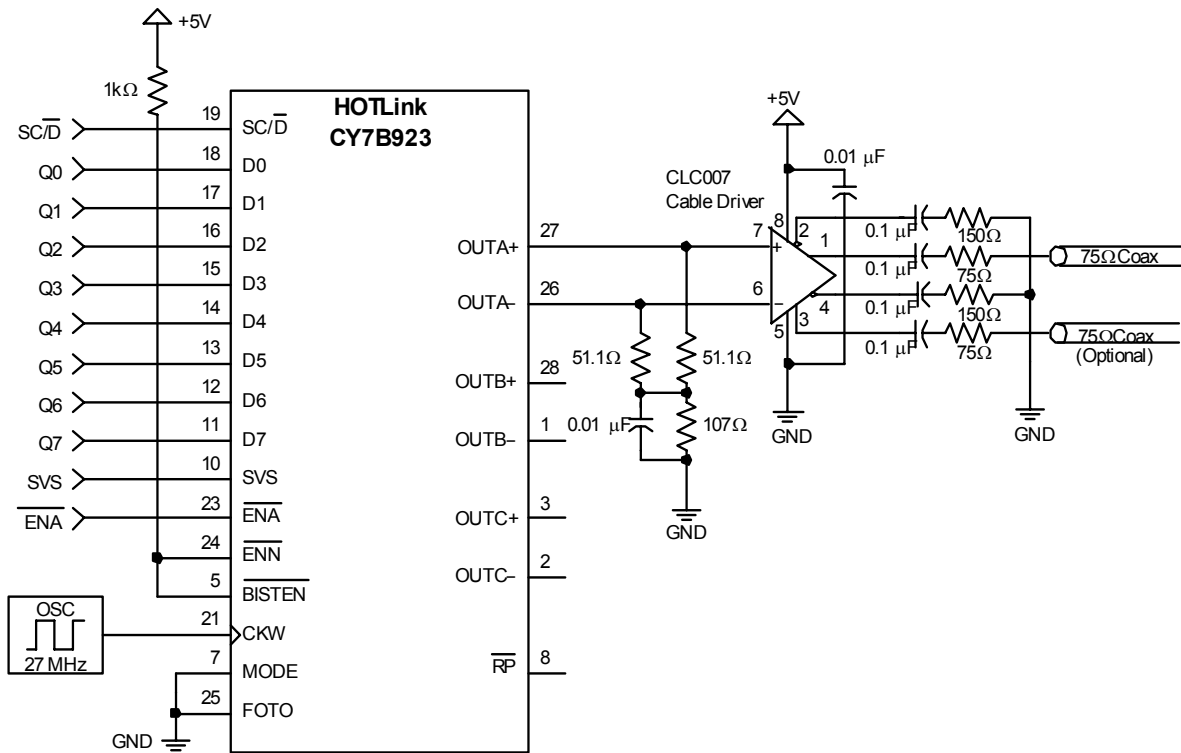 +5V
1kΩ
HOTLink
CY7B923
SC/D̅
19
SC/D̅
Q0
18
D0
Q1
17
D1
Q2
16
D2
Q3
15
D3
Q4
14
D4
Q5
13
D5
Q6
12
D6
Q7
11
D7
SVS
10
SVS
E̅N̅A̅
23
E̅N̅A̅
24
E̅N̅N̅
5
B̅I̅S̅T̅E̅N̅
OSC
27 MHz
21
CKW
7
MODE
25
FOTO
GND
OUTA+
27
OUTA−
26
OUTB+
28
OUTB−
1
OUTC+
3
OUTC−
2
R̅P̅
8
51.1Ω
51.1Ω
0.01 µF
107Ω
GND
+5V
0.01 µF
CLC007
Cable Driver
7
+
6
−
8
2
1
4
3
5
GND
0.1 µF
150Ω
0.1 µF
75Ω
75Ω Coax
0.1 µF
150Ω
0.1 µF
75Ω
75Ω Coax
(Optional)
GND